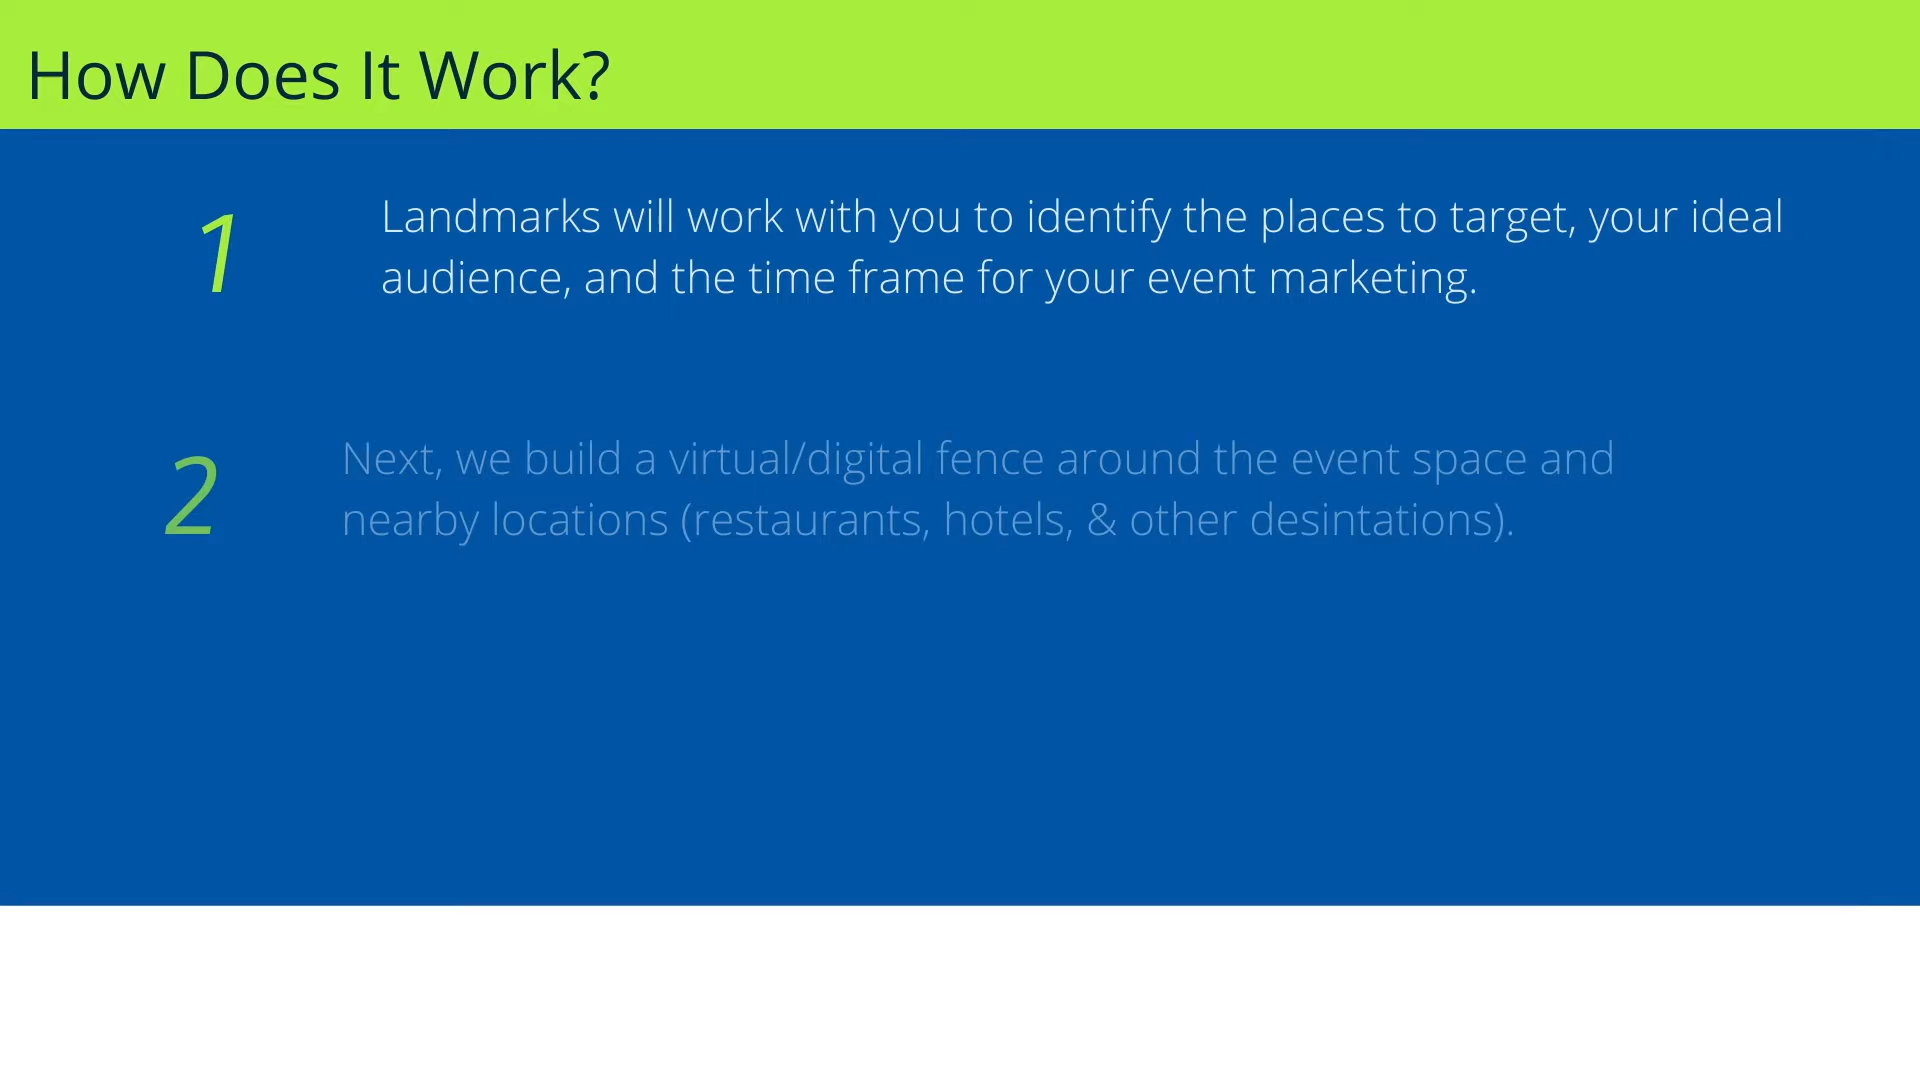 How Does It Work?
1
Landmarks will work with you to identify the places to target, your ideal
audience, and the time frame for your event marketing.
2
Next, we build a virtual/digital fence around the event space and
nearby locations (restaurants, hotels, & other desintations).